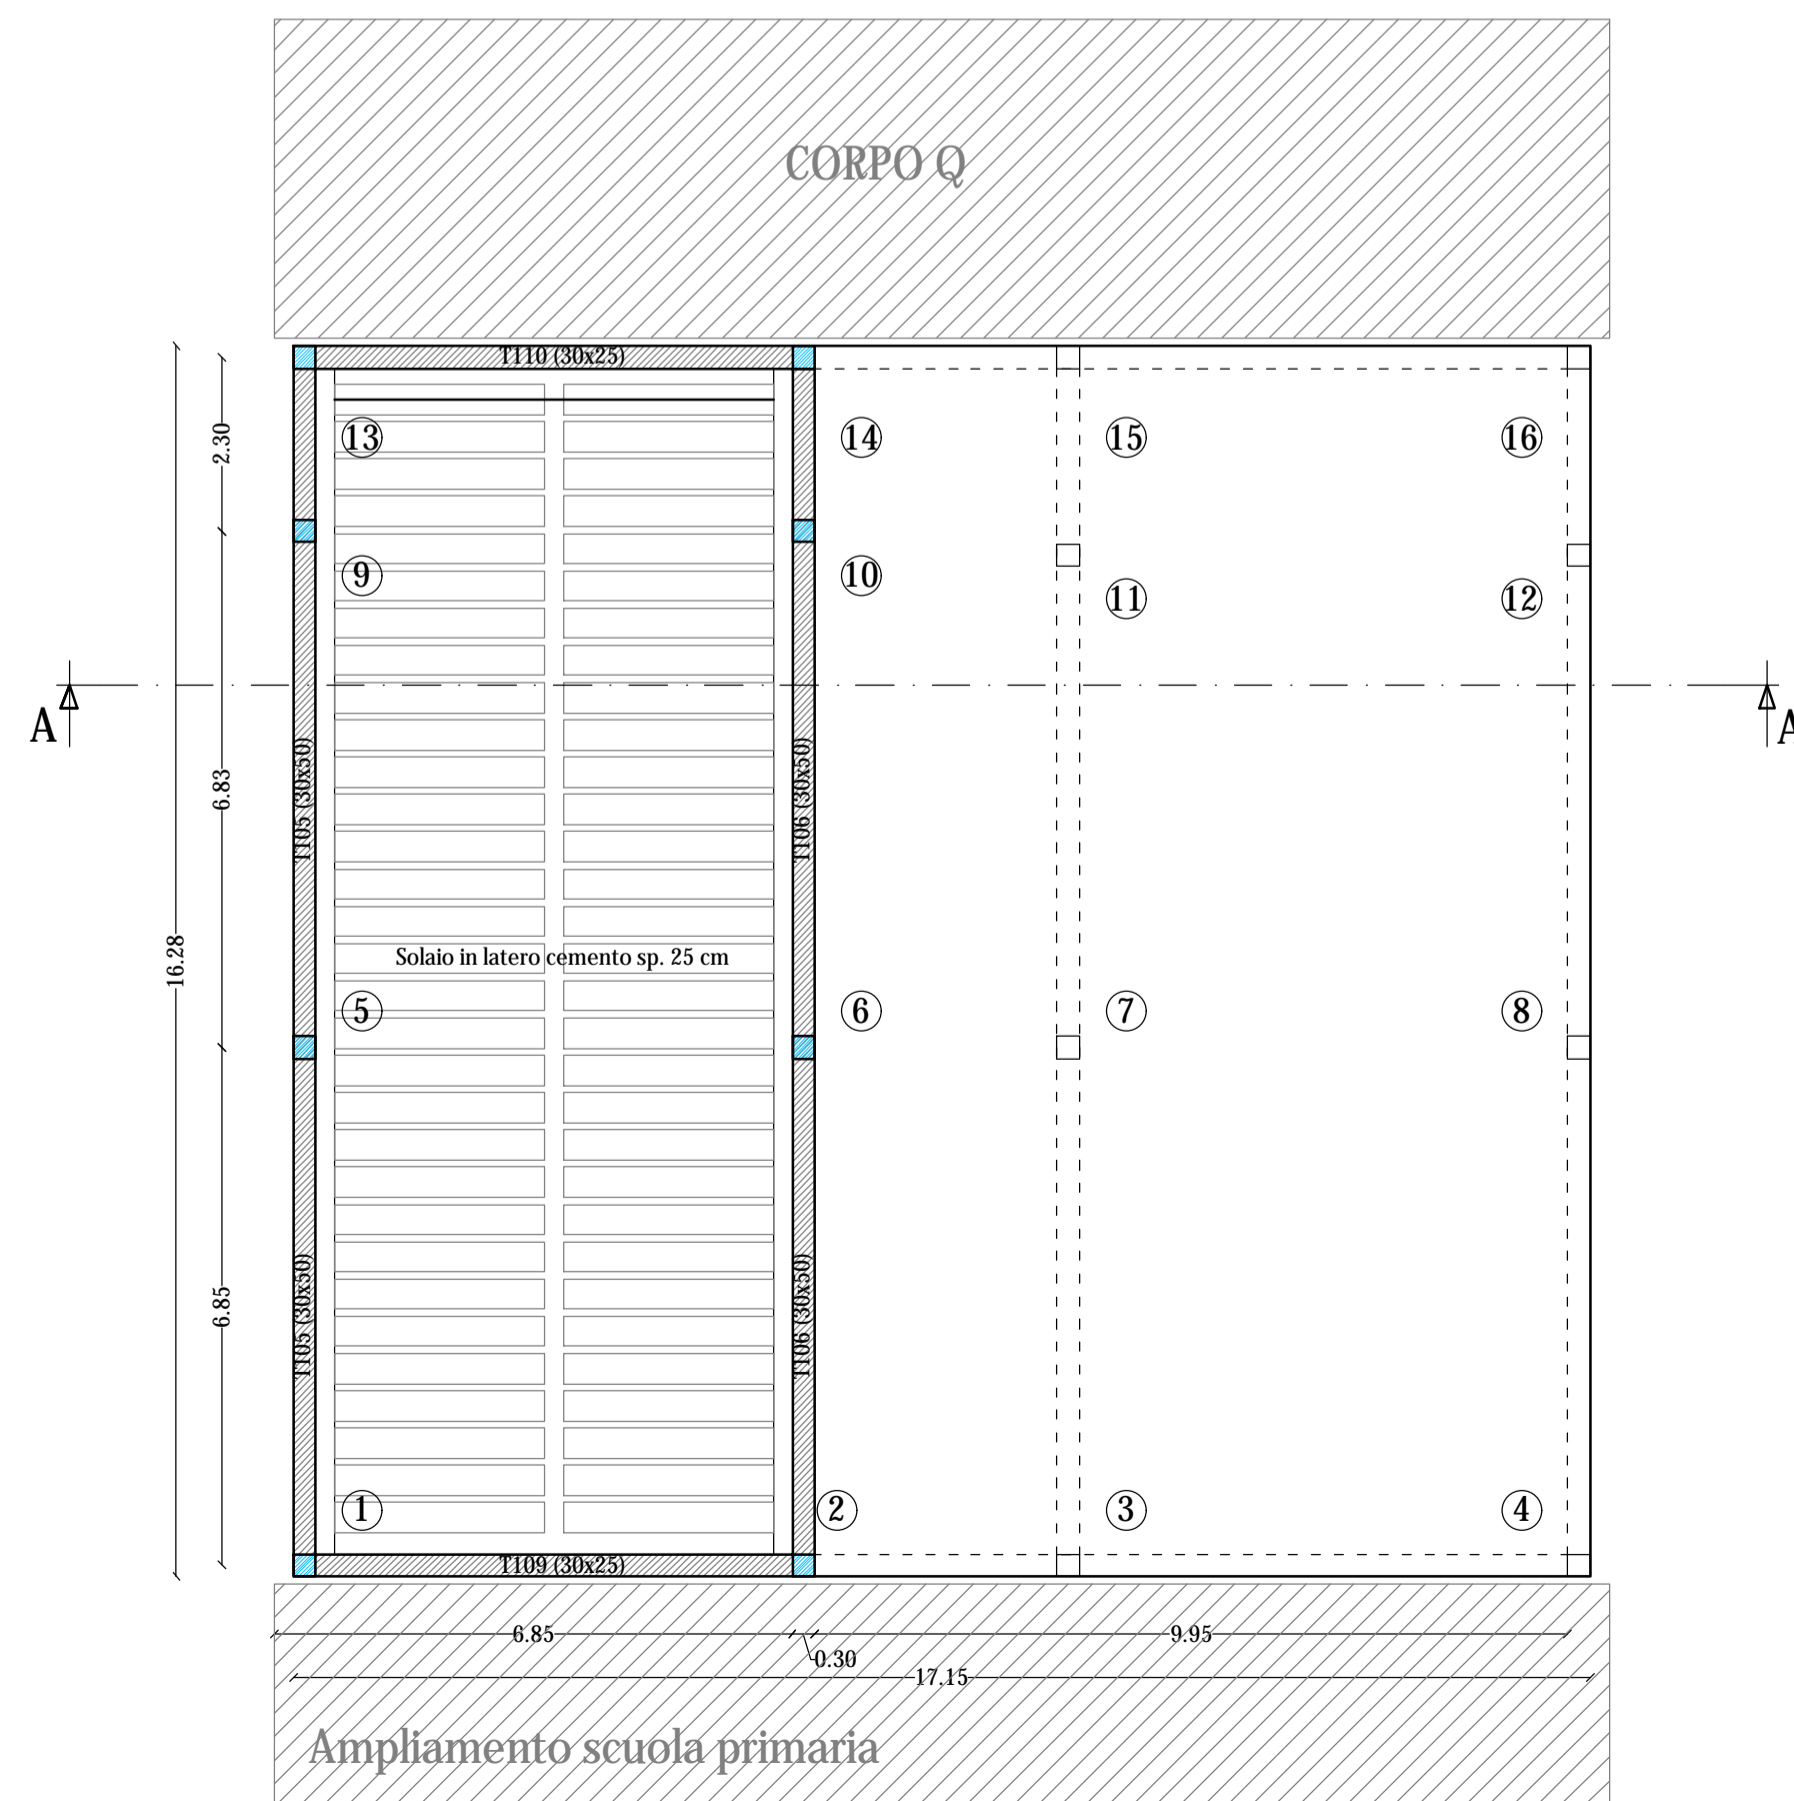 CORPO Q
T110 (30x25)
13
14
15
16
2.30
9
10
11
12
A
A
6.83
T105 (30x50)
T106 (30x50)
16.28
Solaio in latero cemento sp. 25 cm
5
6
7
8
6.85
T105 (30x50)
T106 (30x50)
1
2
3
4
T109 (30x25)
6.85
0.30
9.95
17.15
Ampliamento scuola primaria